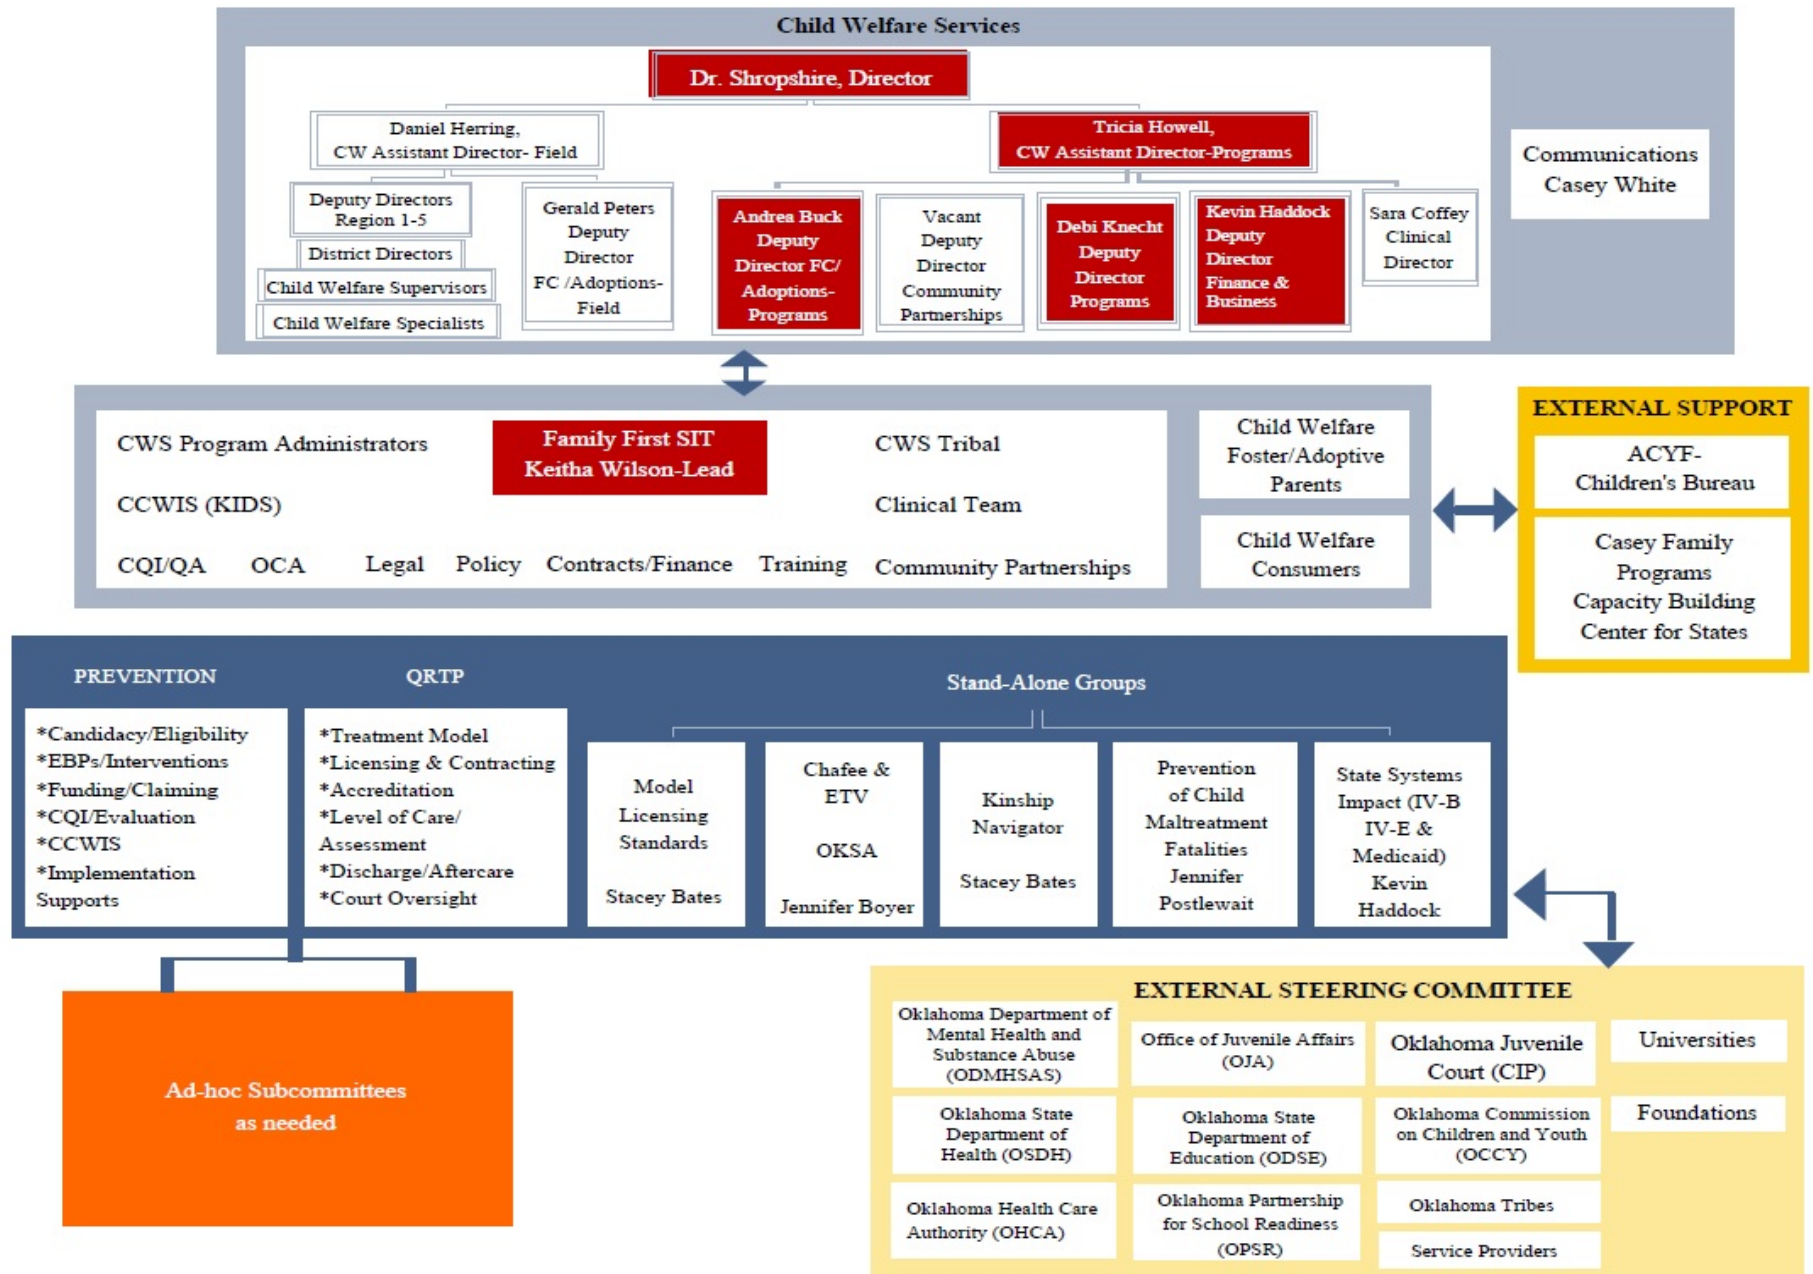 Child Welfare Services
Dr. Shropshire, Director
Daniel Herring,
CW Assistant Director- Field
Tricia Howell,
CW Assistant Director-Programs
Communications
Casey White
Deputy Directors
Region 1-5
District Directors
Child Welfare Supervisors
Child Welfare Specialists
Gerald Peters
Deputy
Director
FC /Adoptions-
Field
Andrea Buck
Deputy
Director FC/
Adoptions-
Programs
Vacant
Deputy
Director
Community
Partnerships
Debi Knecht
Deputy
Director
Programs
Kevin Haddock
Deputy
Director
Finance &
Business
Sara Coffey
Clinical
Director
CWS Program Administrators
Family First SIT
Keitha Wilson-Lead
CWS Tribal
CCWIS (KIDS)
Clinical Team
CQI/QA OCA Legal Policy Contracts/Finance Training Community Partnerships
Child Welfare
Foster/Adoptive
Parents
Child Welfare
Consumers
EXTERNAL SUPPORT
ACYF-
Children's Bureau
Casey Family
Programs
Capacity Building
Center for States
PREVENTION
*Candidacy/Eligibility
*EBPs/Interventions
*Funding/Claiming
*CQI/Evaluation
*CCWIS
*Implementation
Supports
QRTP
*Treatment Model
*Licensing & Contracting
*Accreditation
*Level of Care/
Assessment
*Discharge/Aftercare
*Court Oversight
Stand-Alone Groups
Model
Licensing
Standards
Stacey Bates
Chafee &
ETV
OKSA
Jennifer Boyer
Kinship
Navigator
Stacey Bates
Prevention
of Child
Maltreatment
Fatalities
Jennifer
Postlewait
State Systems
Impact (IV-B
IV-E &
Medicaid)
Kevin
Haddock
Ad-hoc Subcommittees
as needed
EXTERNAL STEERING COMMITTEE
Oklahoma Department of
Mental Health and
Substance Abuse
(ODMHSAS)
Office of Juvenile Affairs
(OJA)
Oklahoma Juvenile
Court (CIP)
Universities
Oklahoma State
Department of
Health (OSDH)
Oklahoma State
Department of
Education (ODSE)
Oklahoma Commission
on Children and Youth
(OCCY)
Foundations
Oklahoma Health Care
Authority (OHCA)
Oklahoma Partnership
for School Readiness
(OPSR)
Oklahoma Tribes
Service Providers